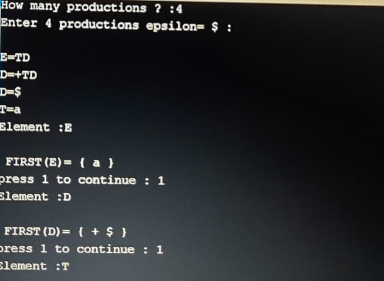 How many productions ? :4
Enter 4 productions epsilon= $ :
E=TD
D=+TD
D=$
T=a
Element :E
FIRST(E)= { a }
press 1 to continue : 1
Element :D
FIRST(D)= { + $ }
press 1 to continue : 1
Element :T